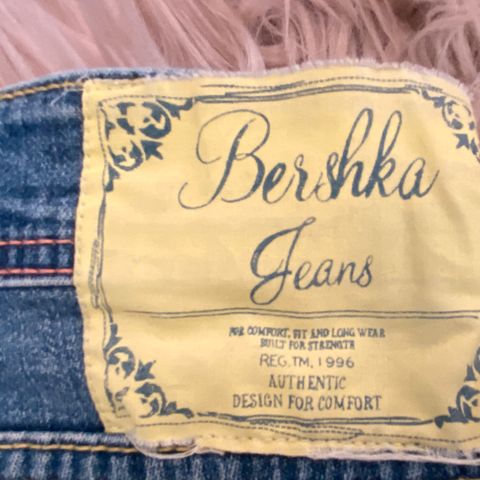 Bershka
Jeans
FOR COMFORT, FIT AND LONG WEAR
BUILT FOR STRENGTH
REG.TM, 1996
AUTHENTIC
DESIGN FOR COMFORT